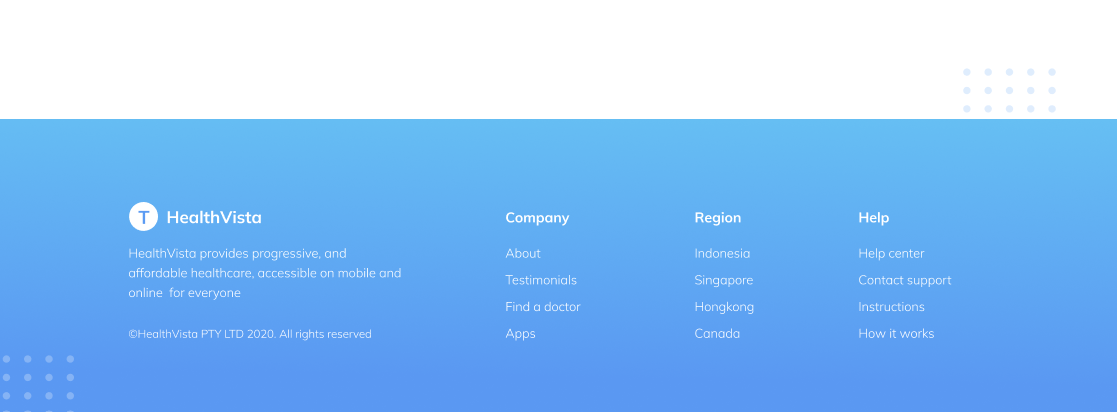 T HealthVista
HealthVista provides progressive, and
affordable healthcare, accessible on mobile and
online  for everyone
©HealthVista PTY LTD 2020. All rights reserved
Company
About
Testimonials
Find a doctor
Apps
Region
Indonesia
Singapore
Hongkong
Canada
Help
Help center
Contact support
Instructions
How it works